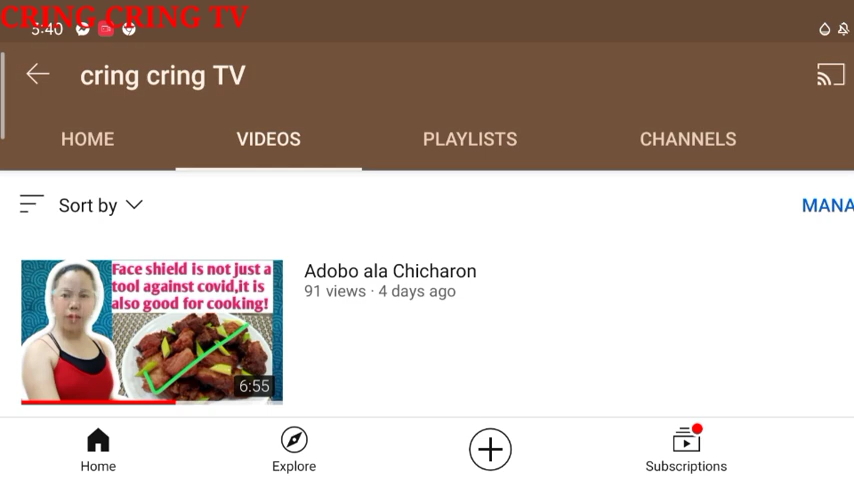 CRING CRING TV
5:40
cring cring TV
HOME VIDEOS PLAYLISTS CHANNELS
Sort by
MANA
Face shield is not just a
tool against covid,it is
also good for cooking!
6:55
Adobo ala Chicharon
91 views · 4 days ago
Home Explore Subscriptions